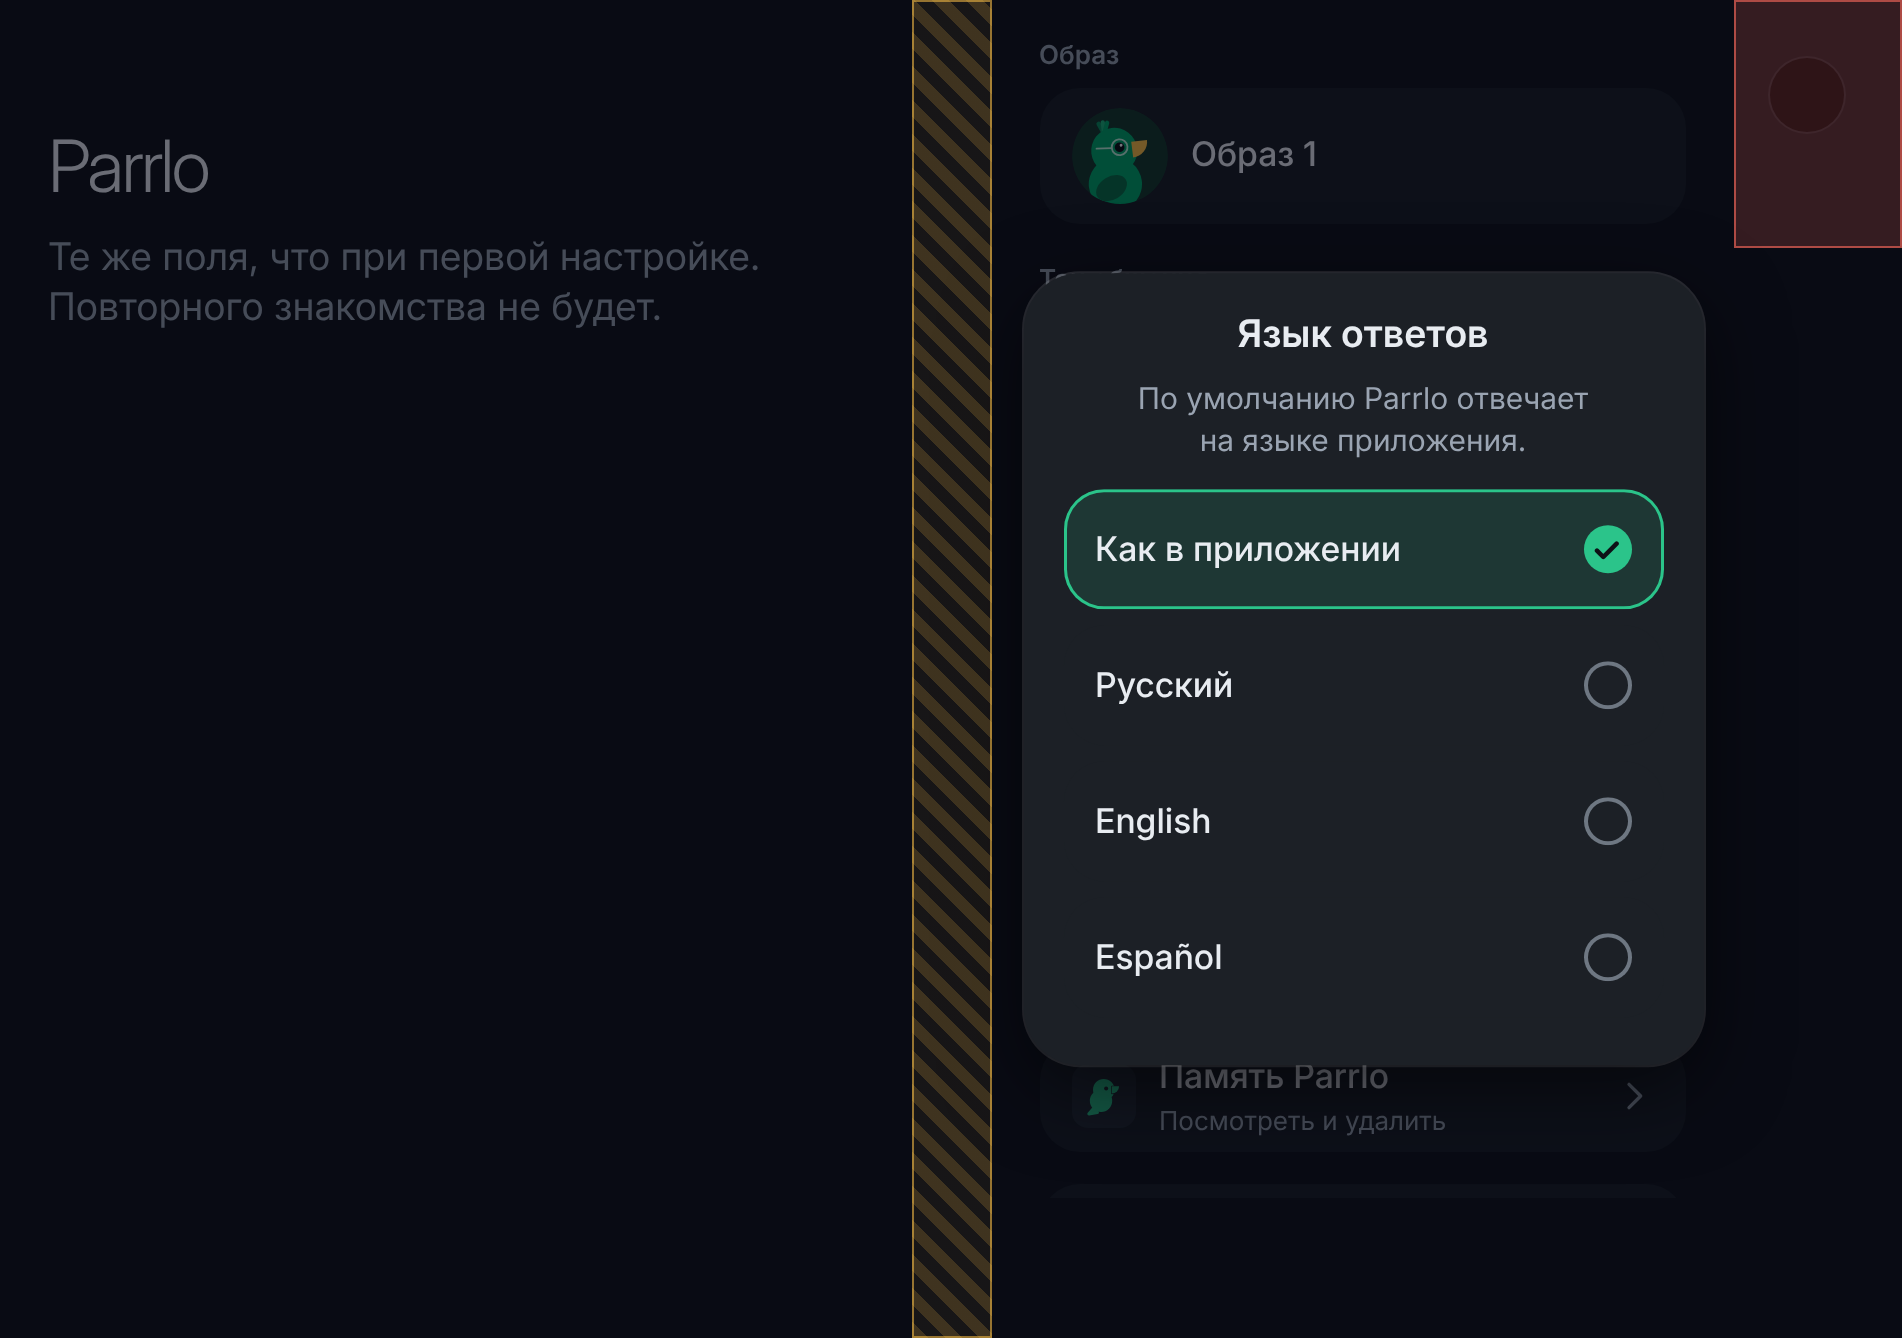 Parrlo
Те же поля, что при первой настройке.
Повторного знакомства не будет.
Образ
Образ 1
Язык ответов
По умолчанию Parrlo отвечает
на языке приложения.
Как в приложении
Русский
English
Español
Память Parrlo
Посмотреть и удалить